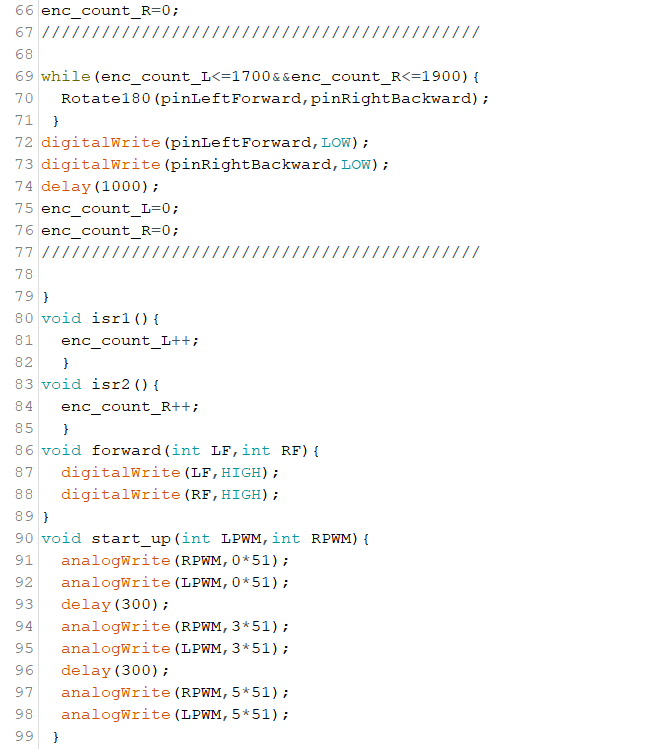 66 enc_count_R=0;
67 ////////////////////////////////////////////
68
69 while(enc_count_L<=1700&&enc_count_R<=1900){
70   Rotate180(pinLeftForward,pinRightBackward);
71  }
72 digitalWrite(pinLeftForward,LOW);
73 digitalWrite(pinRightBackward,LOW);
74 delay(1000);
75 enc_count_L=0;
76 enc_count_R=0;
77 ////////////////////////////////////////////
78
79 }
80 void isr1(){
81   enc_count_L++;
82   }
83 void isr2(){
84   enc_count_R++;
85   }
86 void forward(int LF,int RF){
87   digitalWrite(LF,HIGH);
88   digitalWrite(RF,HIGH);
89 }
90 void start_up(int LPWM,int RPWM){
91   analogWrite(RPWM,0*51);
92   analogWrite(LPWM,0*51);
93   delay(300);
94   analogWrite(RPWM,3*51);
95   analogWrite(LPWM,3*51);
96   delay(300);
97   analogWrite(RPWM,5*51);
98   analogWrite(LPWM,5*51);
99  }